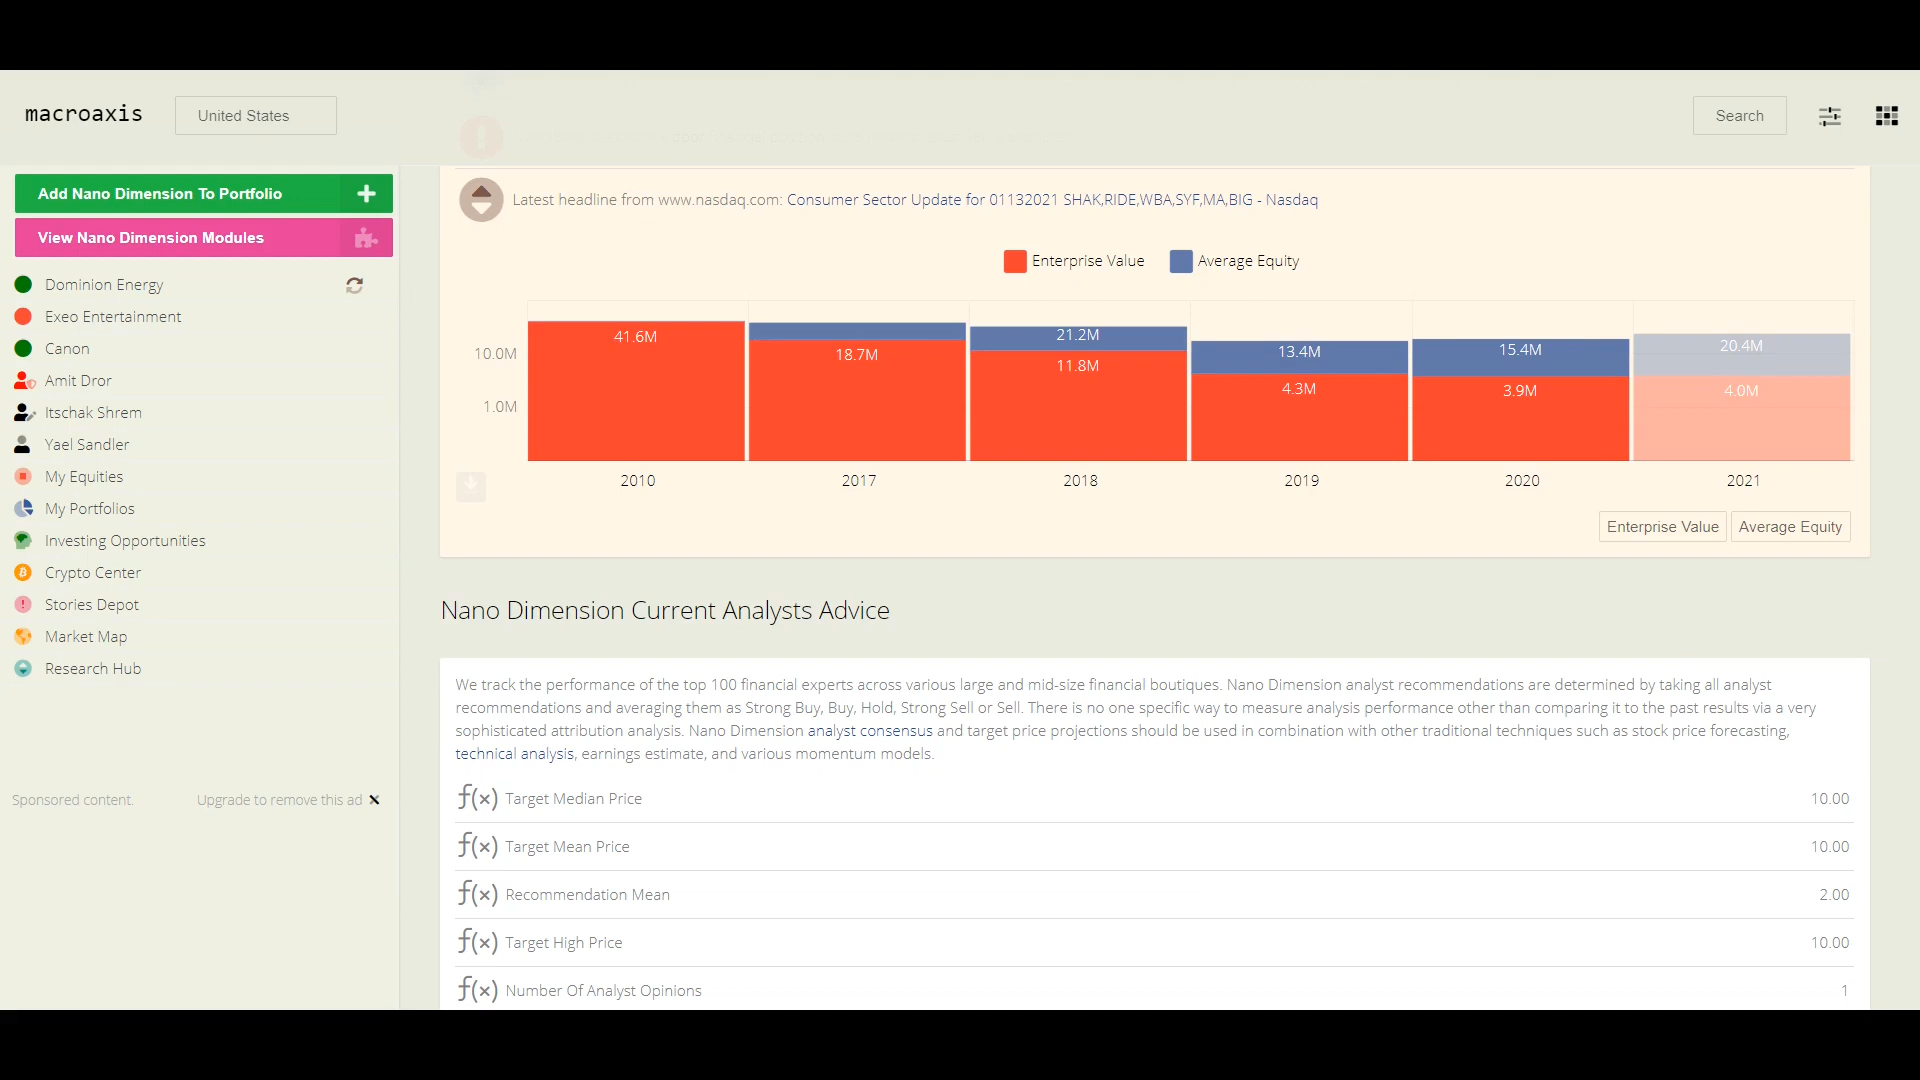 macroaxis
United States
Search
Add Nano Dimension To Portfolio
View Nano Dimension Modules
Dominion Energy
Exeo Entertainment
Canon
Amit Dror
Itschak Shrem
Yael Sandler
My Equities
My Portfolios
Investing Opportunities
Crypto Center
Stories Depot
Market Map
Research Hub
Sponsored content.
Upgrade to remove this ad
Latest headline from www.nasdaq.com: Consumer Sector Update for 01132021 SHAK,RIDE,WBA,SYF,MA,BIG - Nasdaq
Enterprise Value
Average Equity
10.0M
1.0M
41.6M
18.7M
21.2M
11.8M
13.4M
4.3M
15.4M
3.9M
20.4M
4.0M
2010
2017
2018
2019
2020
2021
Enterprise Value
Average Equity
Nano Dimension Current Analysts Advice
We track the performance of the top 100 financial experts across various large and mid-size financial boutiques. Nano Dimension analyst recommendations are determined by taking all analyst
recommendations and averaging them as Strong Buy, Buy, Hold, Strong Sell or Sell. There is no one specific way to measure analysis performance other than comparing it to the past results via a very
sophisticated attribution analysis. Nano Dimension analyst consensus and target price projections should be used in combination with other traditional techniques such as stock price forecasting,
technical analysis, earnings estimate, and various momentum models.
f(x) Target Median Price 10.00
f(x) Target Mean Price 10.00
f(x) Recommendation Mean 2.00
f(x) Target High Price 10.00
f(x) Number Of Analyst Opinions 1